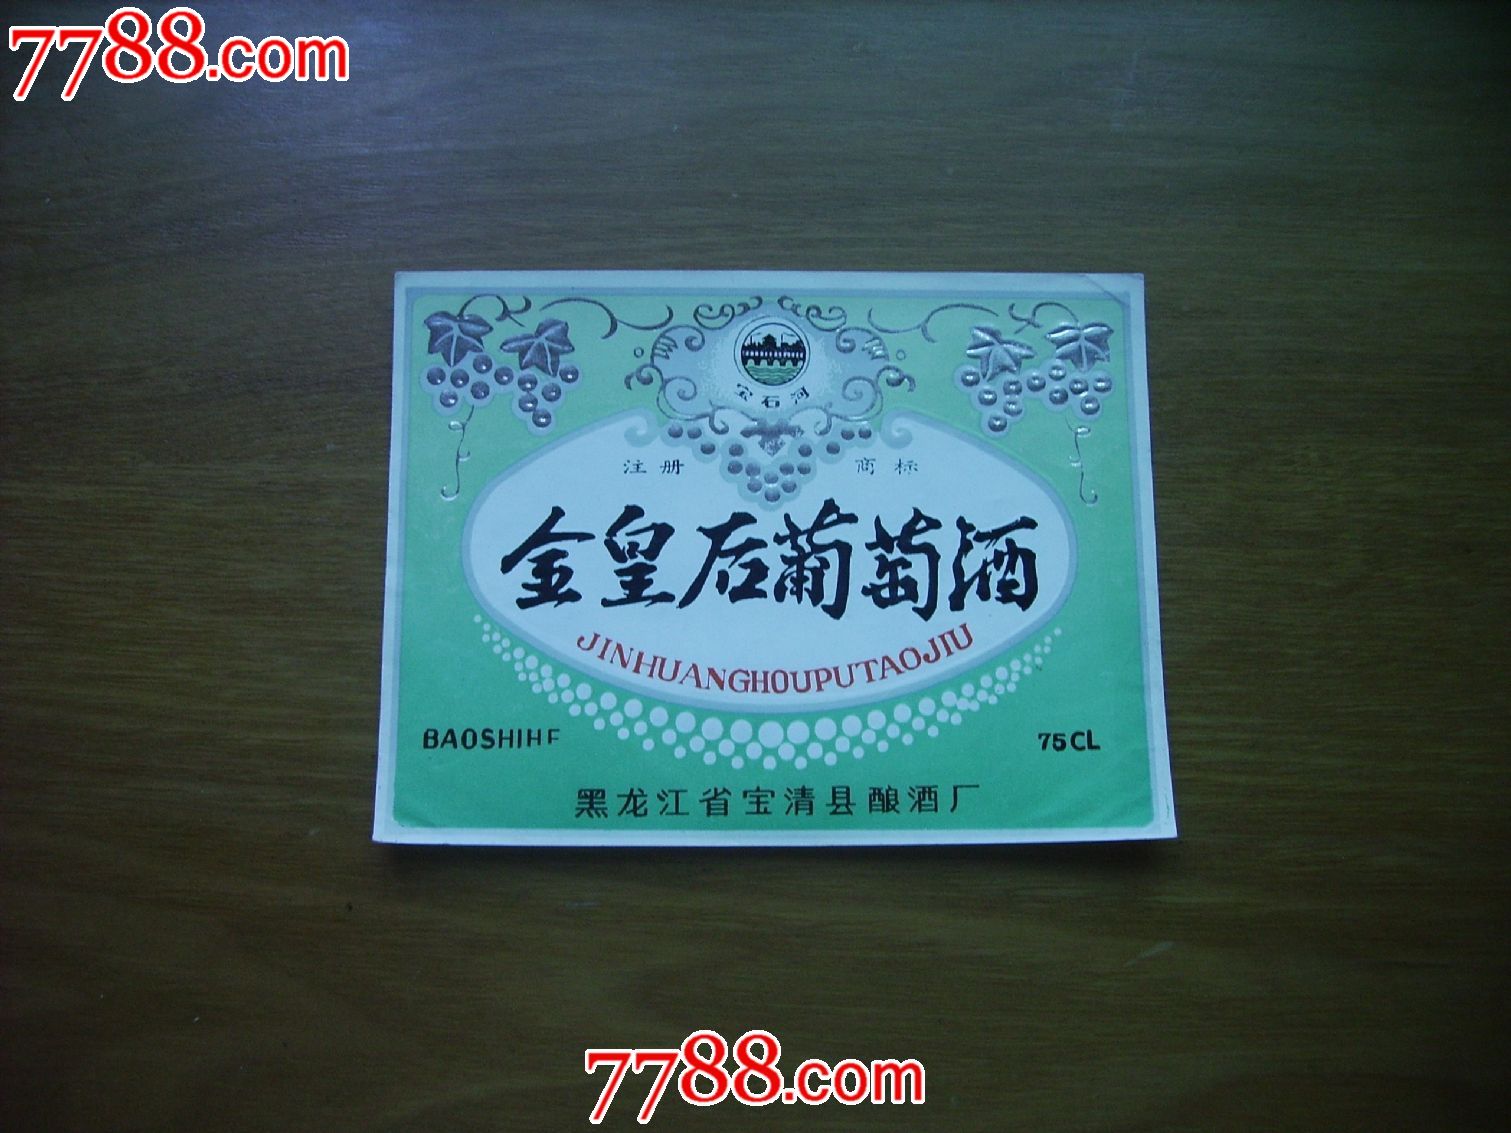 7788.com
宝石河
注册 商标
金皇后葡萄酒
JINHUANGHOUPUTAOJIU
BAOSHIHE 75CL
黑龙江省宝清县酿酒厂
7788.com